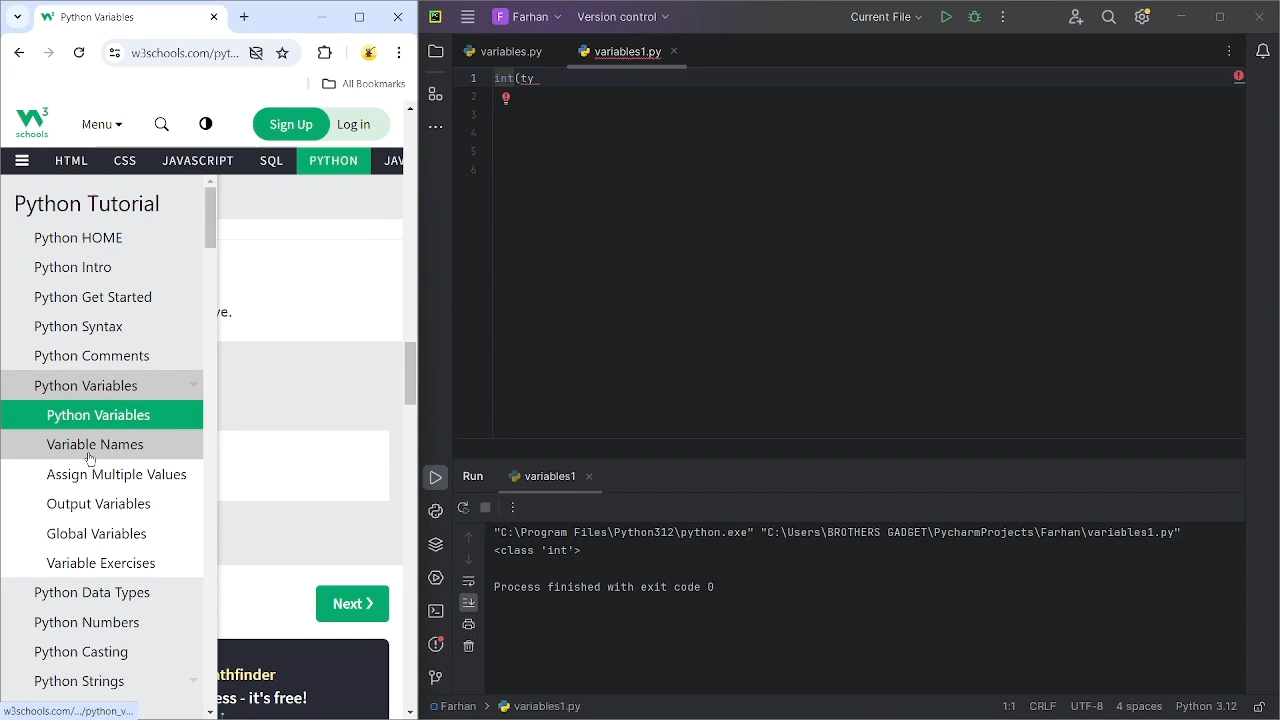 Python Variables
w3schools.com/pyt...
All Bookmarks
W3
schools
Menu
Sign Up
Log in
HTML
CSS
JAVASCRIPT
SQL
PYTHON
JAV
Python Tutorial
Python HOME
Python Intro
Python Get Started
Python Syntax
Python Comments
Python Variables
Python Variables
Variable Names
Assign Multiple Values
Output Variables
Global Variables
Variable Exercises
Python Data Types
Python Numbers
Python Casting
Python Strings
ve.
Next ❯
thfinder
ess - it's free!
w3schools.com/.../python_v...
F
Farhan
Version control
Current File
variables.py
variables1.py
1 int(ty
2
3
4
5
6
Run
variables1
"C:\Program Files\Python312\python.exe" "C:\Users\BROTHERS GADGET\PycharmProjects\Farhan\variables1.py"
<class 'int'>
Process finished with exit code 0
Farhan > variables1.py
1:1 CRLF UTF-8 4 spaces Python 3.12